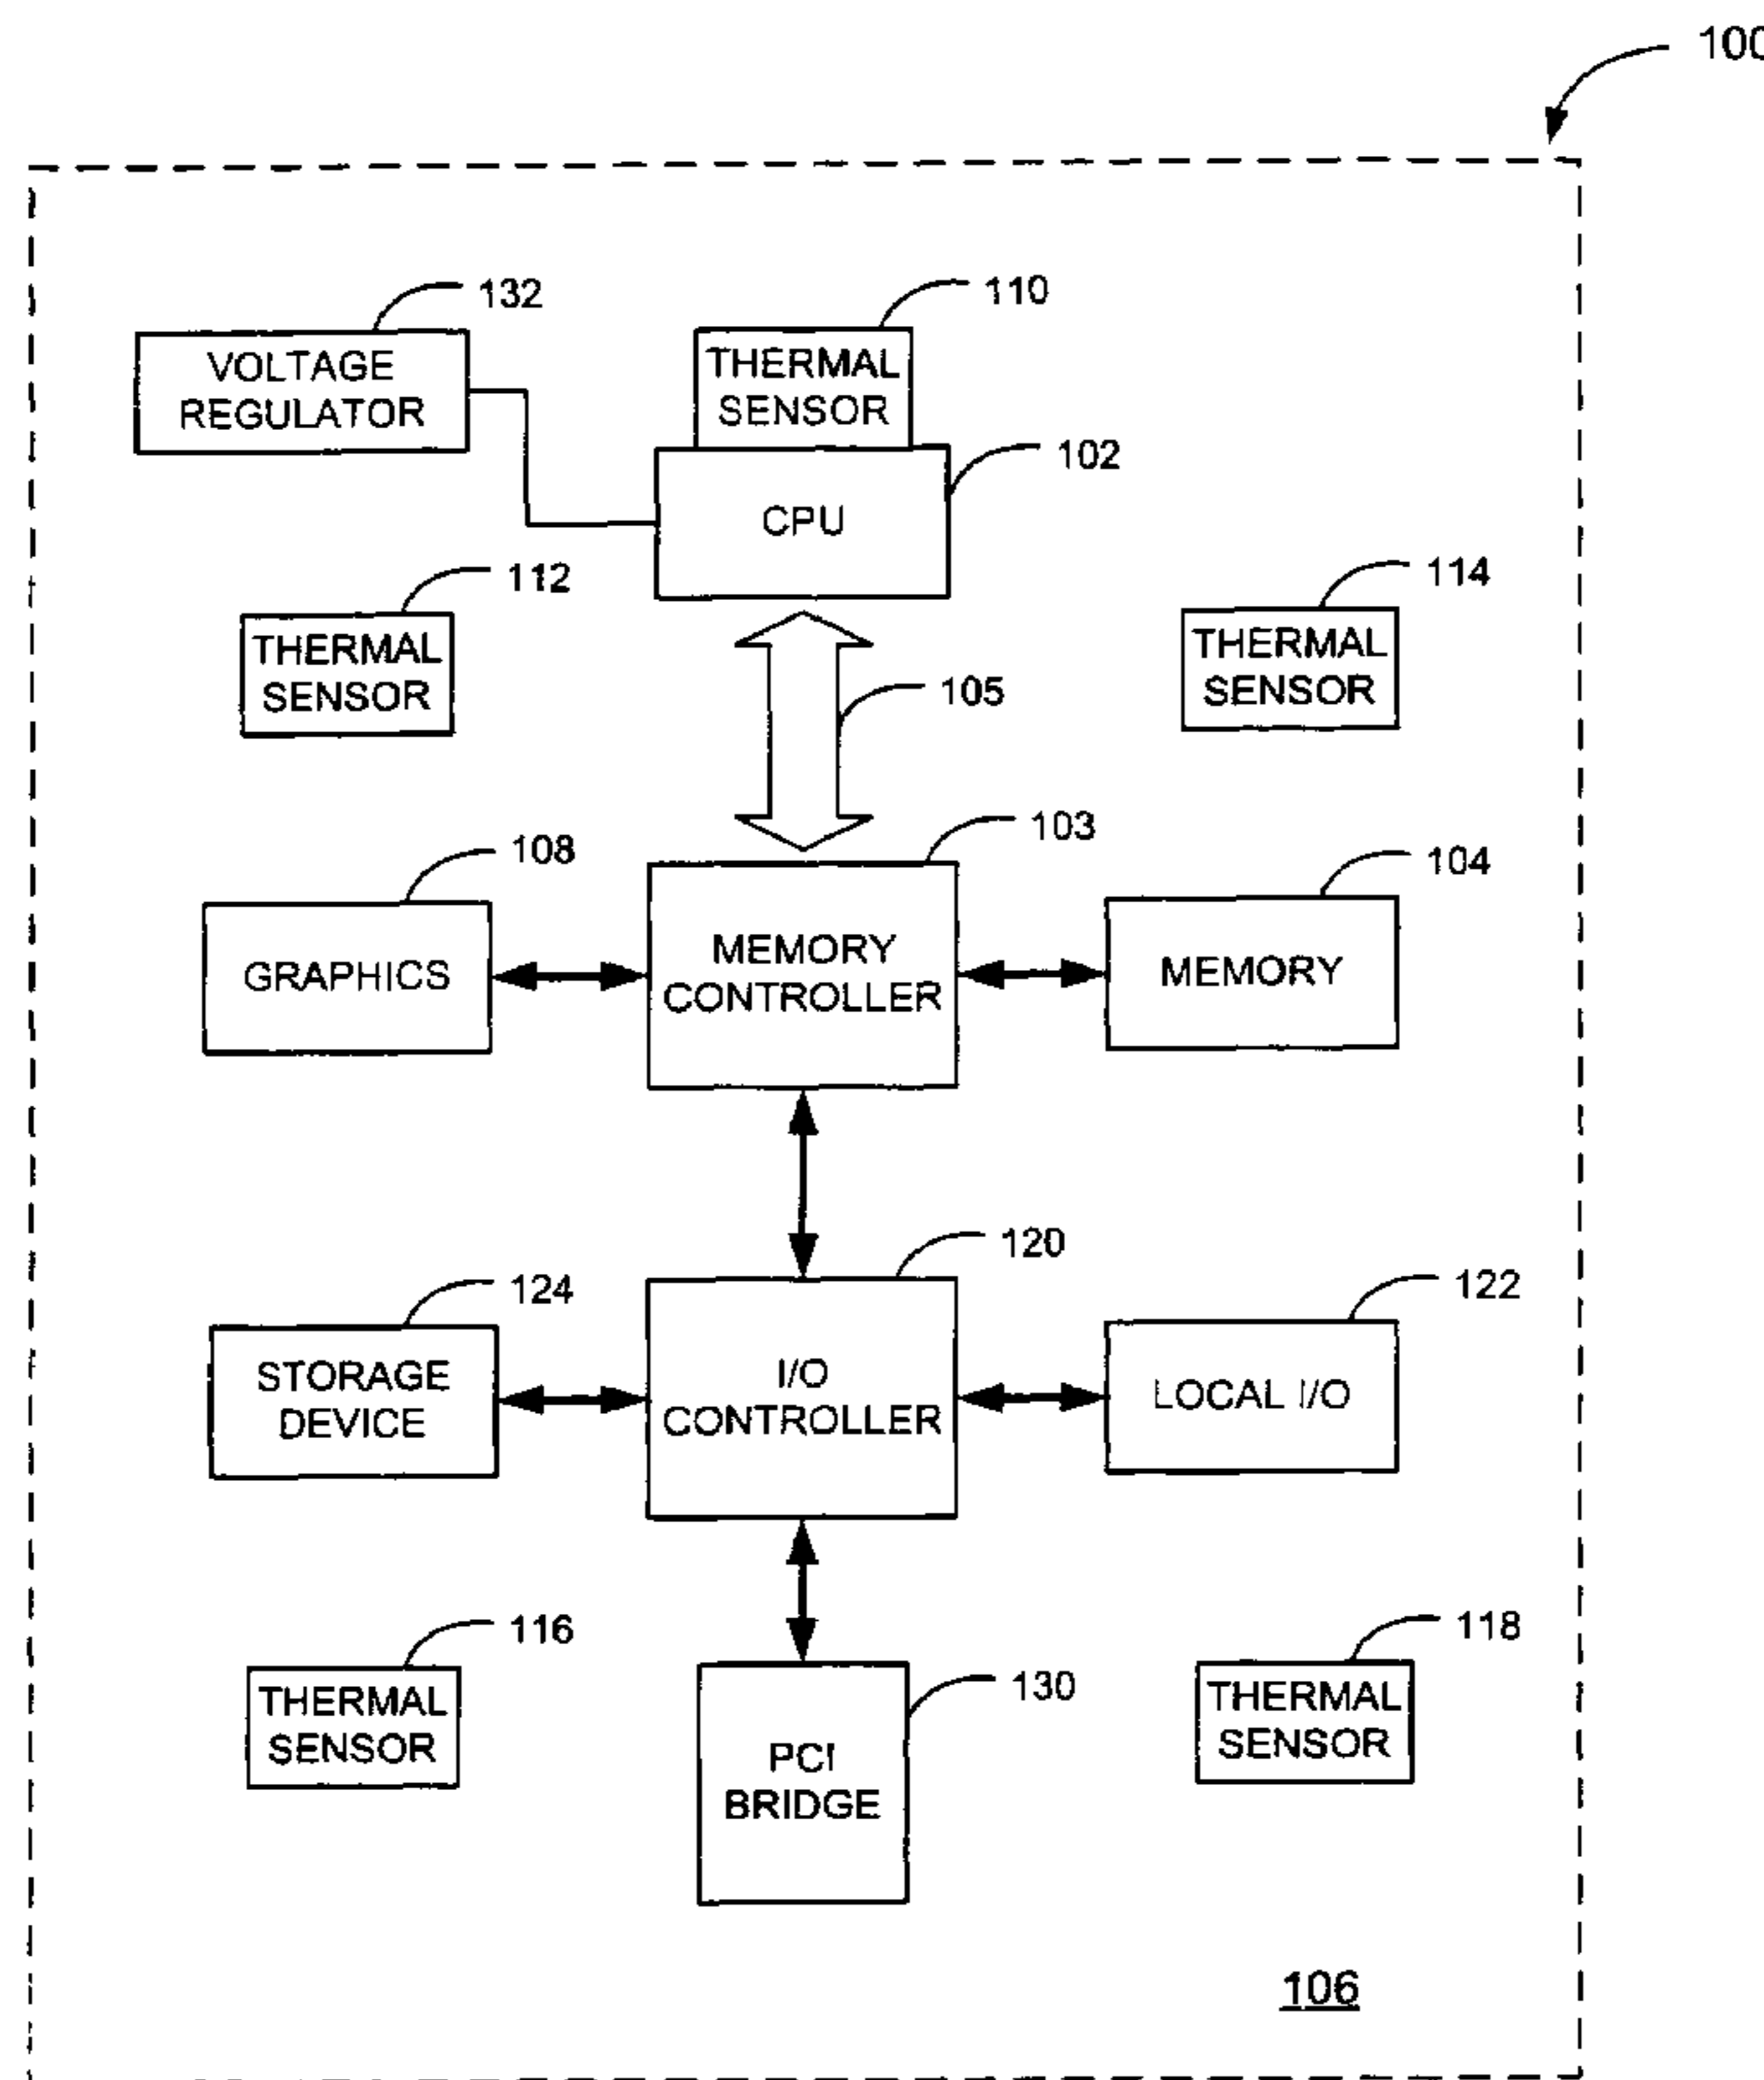 100
132
110
VOLTAGE
REGULATOR
THERMAL
SENSOR
102
CPU
112
114
THERMAL
SENSOR
THERMAL
SENSOR
105
103
108
104
GRAPHICS
MEMORY
CONTROLLER
MEMORY
120
124
122
STORAGE
DEVICE
I/O
CONTROLLER
LOCAL I/O
116
118
THERMAL
SENSOR
130
THERMAL
SENSOR
PCI
BRIDGE
106